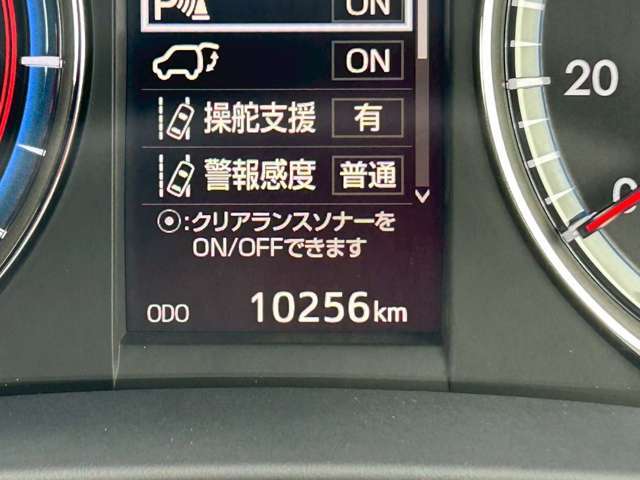 P ON
ON
操舵支援 有
警報感度 普通
⦿:クリアランスソナーを
ON/OFFできます
ODO 10256km
20
0